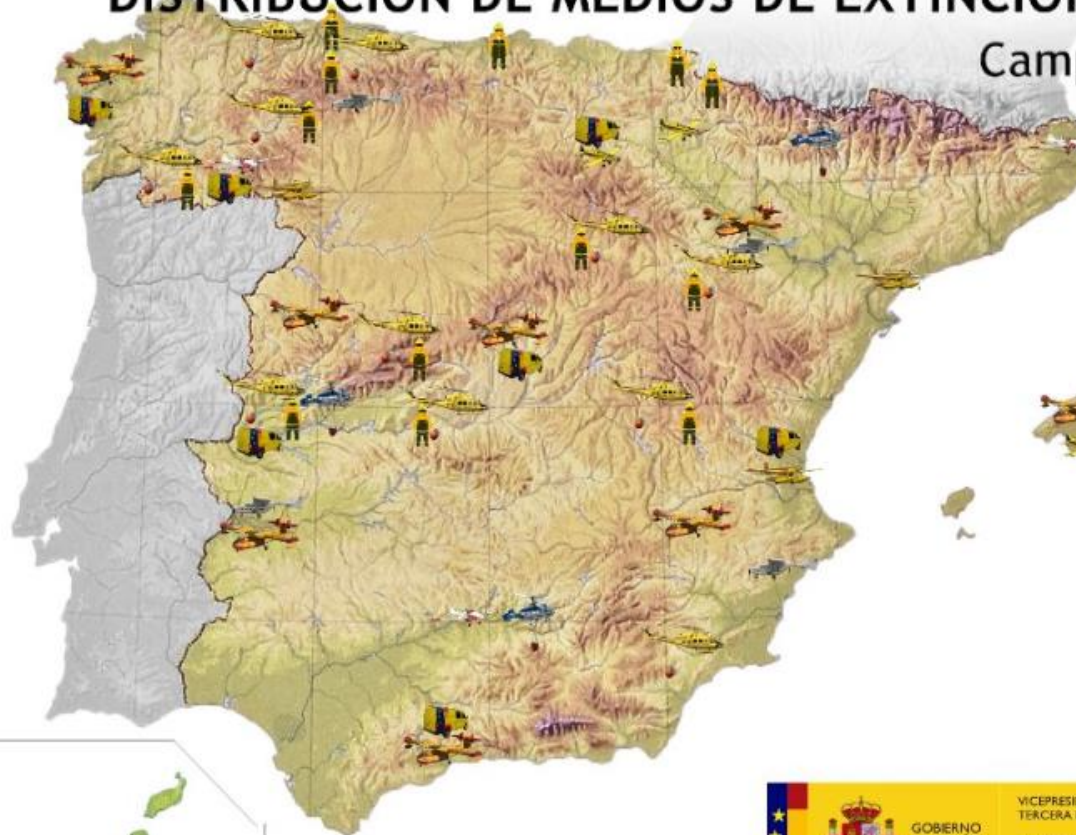 DISTRIBUCIÓN DE MEDIOS DE EXTINCIÓN
Cam
VICEPRESI
TERCERA
GOBIERNO